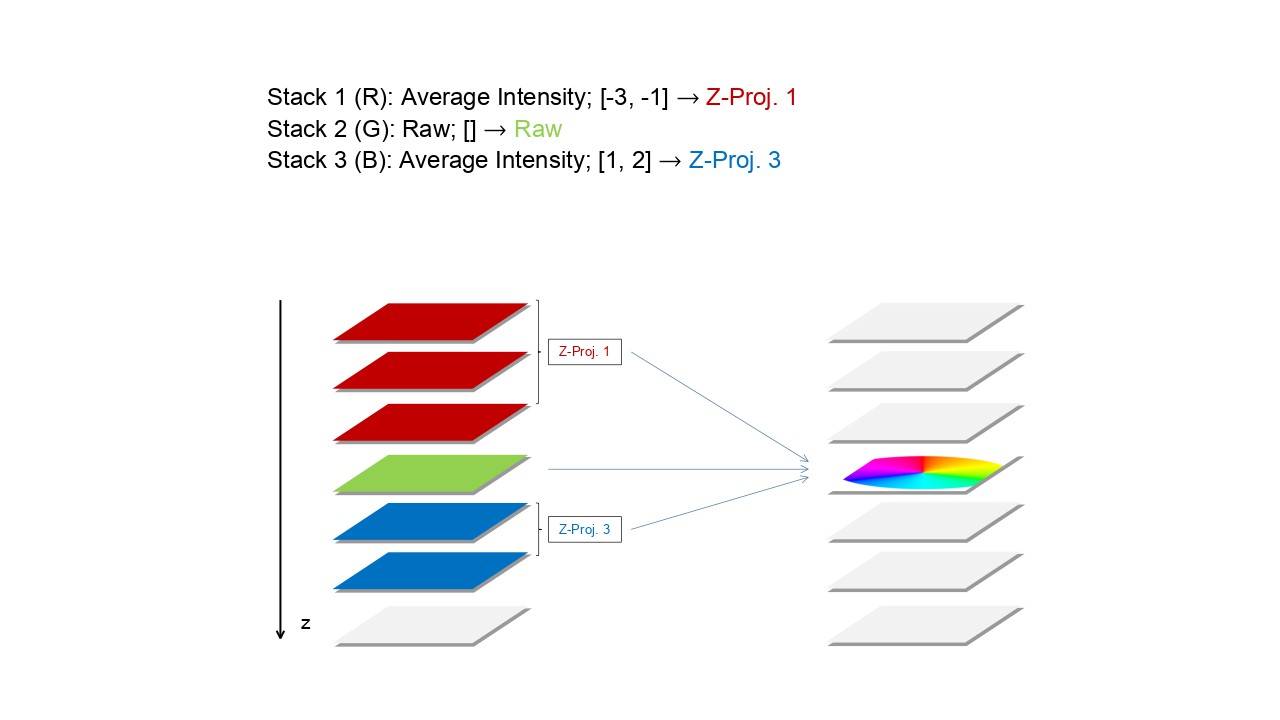 Stack 1 (R): Average Intensity; [-3, -1] → Z-Proj. 1
Stack 2 (G): Raw; [] → Raw
Stack 3 (B): Average Intensity; [1, 2] → Z-Proj. 3
Z-Proj. 1
Z-Proj. 3
z